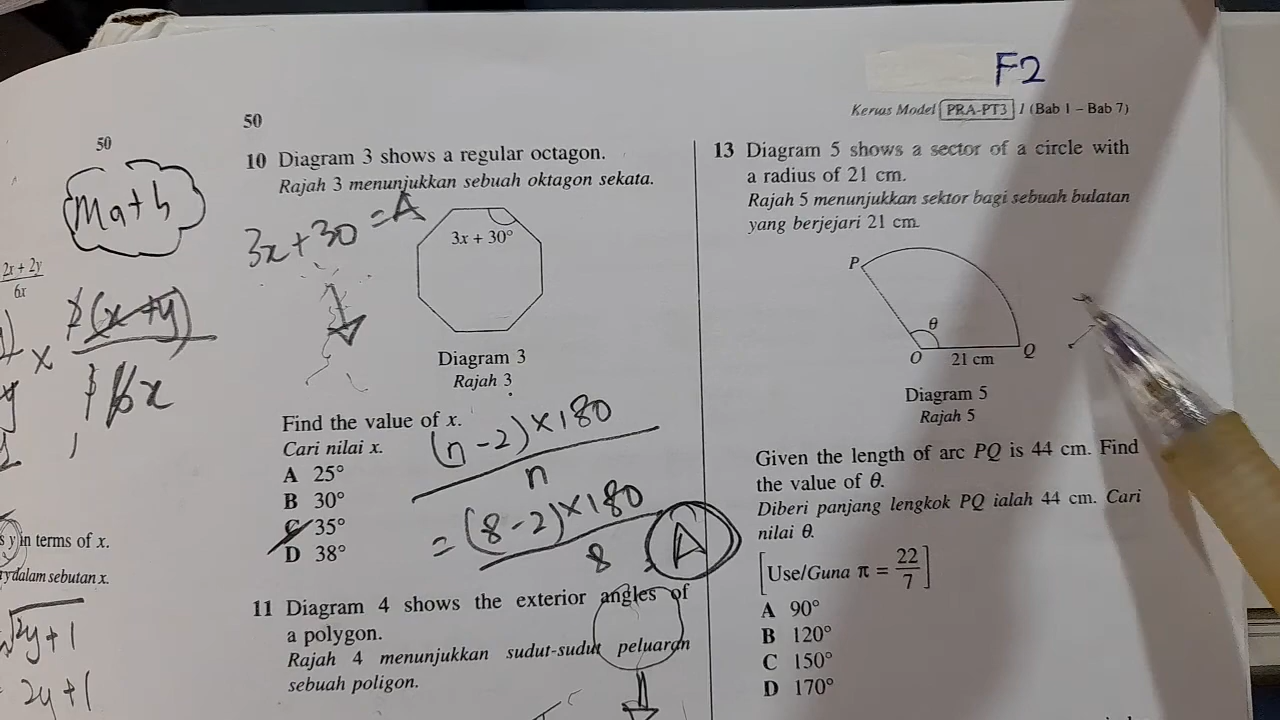 F2
Kertas Model PRA-PT3 1 (Bab 1 – Bab 7)
50
50
Math
2x + 2y
6x
x
(x + y)
6x
in terms of x.
dalam sebutan x.
2y + 1
2y + 1
10 Diagram 3 shows a regular octagon.
Rajah 3 menunjukkan sebuah oktagon sekata.
3x + 30 = A
3x + 30°
Diagram 3
Rajah 3
Find the value of x.
Cari nilai x.
A 25°
B 30°
C 35°
D 38°
(n - 2) × 180
n
= (8 - 2) × 180
8
= A
11 Diagram 4 shows the exterior angles of
a polygon.
Rajah 4 menunjukkan sudut-sudut peluaran
sebuah poligon.
13 Diagram 5 shows a sector of a circle with
a radius of 21 cm.
Rajah 5 menunjukkan sektor bagi sebuah bulatan
yang berjejari 21 cm.
P
θ
O 21 cm Q
Diagram 5
Rajah 5
Given the length of arc PQ is 44 cm. Find
the value of θ.
Diberi panjang lengkok PQ ialah 44 cm. Cari
nilai θ.
[Use/Guna π = 22/7]
A 90°
B 120°
C 150°
D 170°